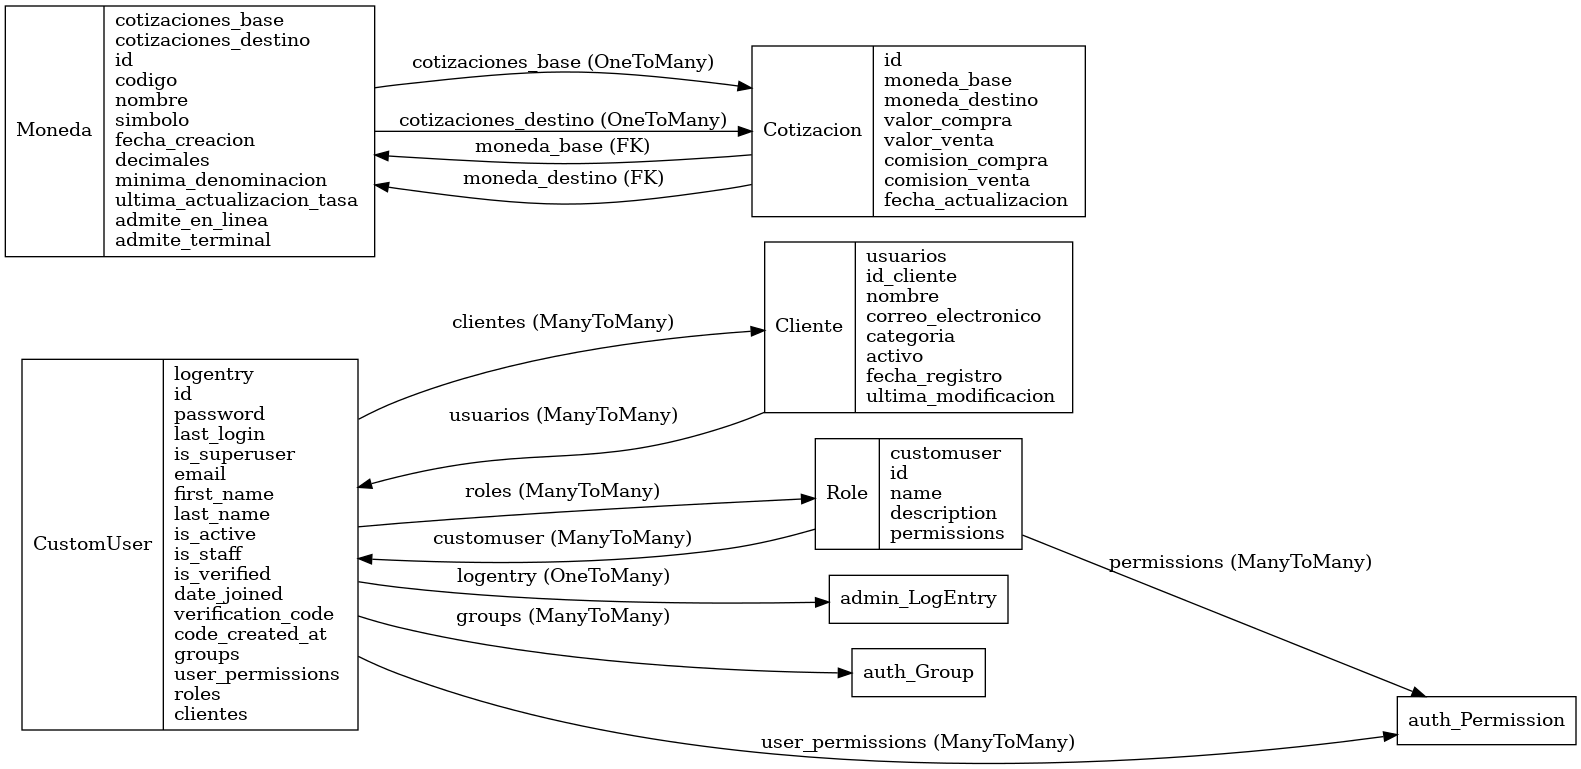 Moneda
cotizaciones_base
cotizaciones_destino
id
codigo
nombre
simbolo
fecha_creacion
decimales
minima_denominacion
ultima_actualizacion_tasa
admite_en_linea
admite_terminal
cotizaciones_base (OneToMany)
cotizaciones_destino (OneToMany)
moneda_base (FK)
moneda_destino (FK)
Cotizacion
id
moneda_base
moneda_destino
valor_compra
valor_venta
comision_compra
comision_venta
fecha_actualizacion
clientes (ManyToMany)
usuarios (ManyToMany)
Cliente
usuarios
id_cliente
nombre
correo_electronico
categoria
activo
fecha_registro
ultima_modificacion
CustomUser
logentry
id
password
last_login
is_superuser
email
first_name
last_name
is_active
is_staff
is_verified
date_joined
verification_code
code_created_at
groups
user_permissions
roles
clientes
roles (ManyToMany)
customuser (ManyToMany)
logentry (OneToMany)
groups (ManyToMany)
user_permissions (ManyToMany)
Role
customuser
id
name
description
permissions
permissions (ManyToMany)
admin_LogEntry
auth_Group
auth_Permission